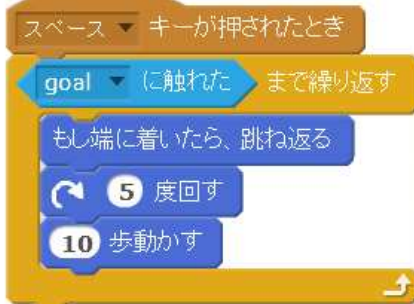 スペース キーが押されたとき
goal に触れた まで繰り返す
もし端に着いたら、跳ね返る
5 度回す
10 歩動かす